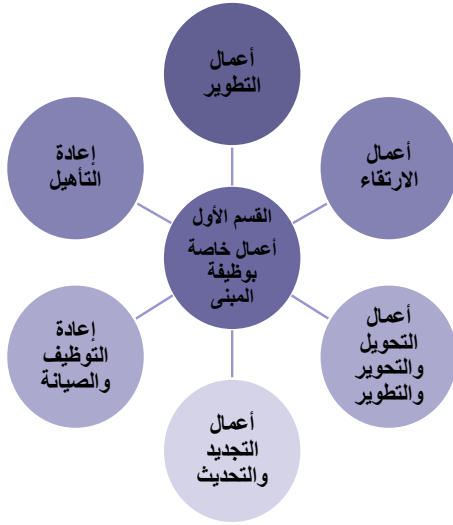 أعمال
التطوير
أعمال
الارتقاء
أعمال
التحويل
والتحوير
والتطوير
أعمال
التجديد
والتحديث
إعادة
التوظيف
والصيانة
إعادة
التأهيل
القسم الأول
أعمال خاصة
بوظيفة
المبنى